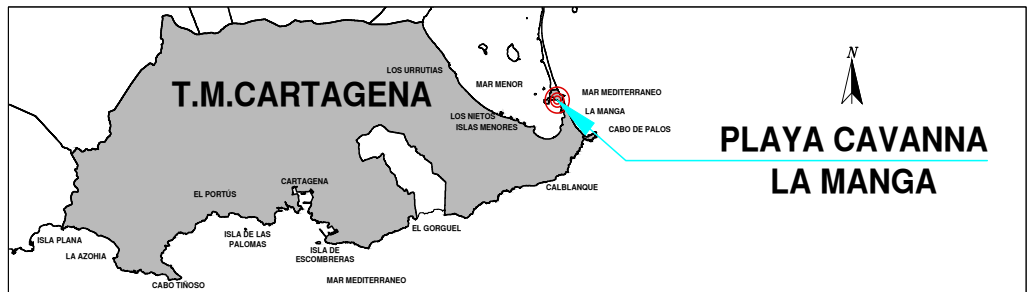 LOS URRUTIAS
T.M.CARTAGENA
MAR MENOR
MAR MEDITERRANEO
LA MANGA
LOS NIETOS
ISLAS MENORES
CABO DE PALOS
N
PLAYA CAVANNA
LA MANGA
CARTAGENA
EL PORTÚS
CALBLANQUE
EL GORGUEL
ISLA PLANA
LA AZOHIA
ISLA DE LAS
PALOMAS
ISLA DE
ESCOMBRERAS
CABO TIÑOSO
MAR MEDITERRANEO